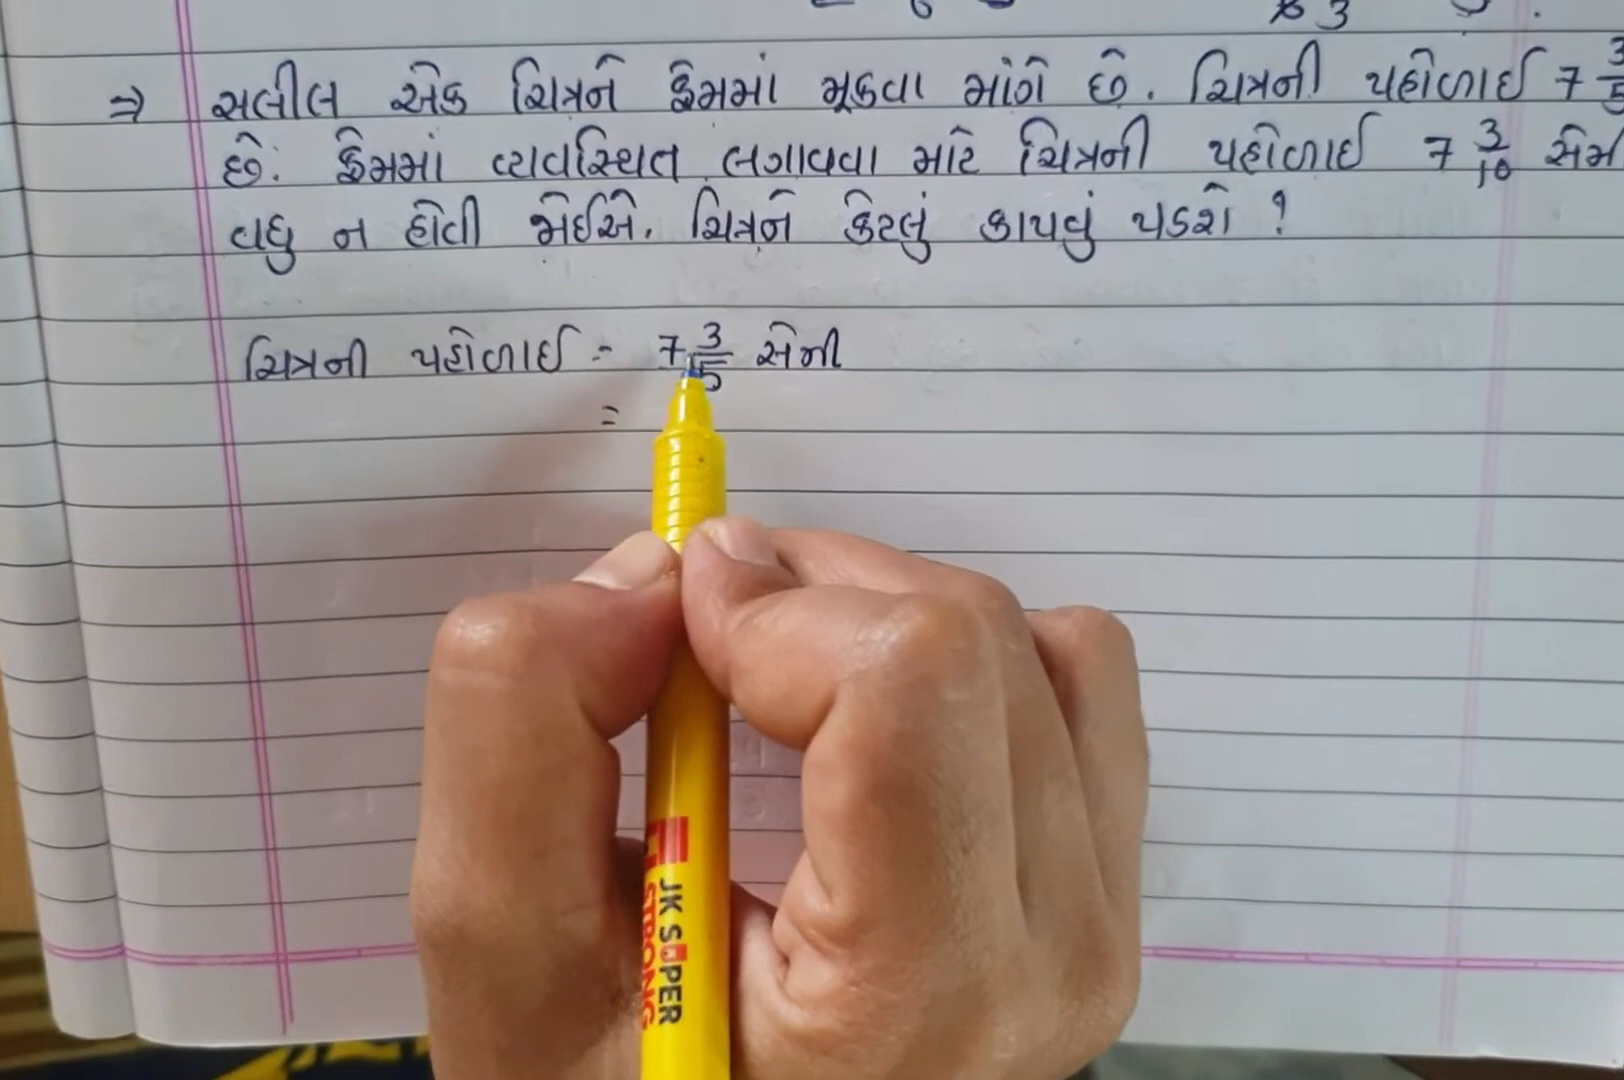 ⇒ સલીલ એક ચિત્રને ફ્રેમમાં મૂકવા માંગે છે. ચિત્રની પહોળાઈ 7 3/5
છે. ફ્રેમમાં વ્યવસ્થિત લગાવવા માટે ચિત્રની પહોળાઈ 7 3/10 સેમી
વધુ ન હોવી જોઈએ. ચિત્રને કેટલું કાપવું પડશે ?
ચિત્રની પહોળાઈ = 7 3/5 સેમી
=
JK SUPER
STRONG